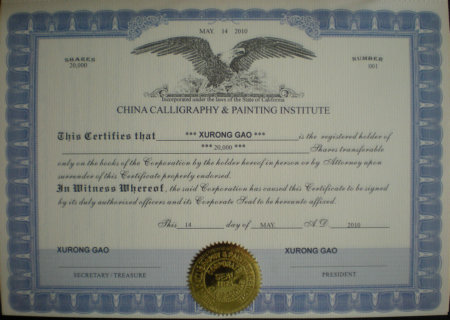 MAY 14 2010
SHARES
20,000
NUMBER
001
Incorporated under the laws of the State of California
CHINA CALLIGRAPHY & PAINTING INSTITUTE
This Certifies that *** XURONG GAO *** is the registered holder of
*** 20,000 *** Shares transferable
only on the books of the Corporation by the holder hereof in person or by Attorney upon
surrender of this Certificate properly endorsed.
In Witness Whereof, the said Corporation has caused this Certificate to be signed
by its duly authorized officers and its Corporate Seal to be hereunto affixed.
This 14 day of MAY A.D. 2010
XURONG GAO
SECRETARY - TREASURE
XURONG GAO
PRESIDENT